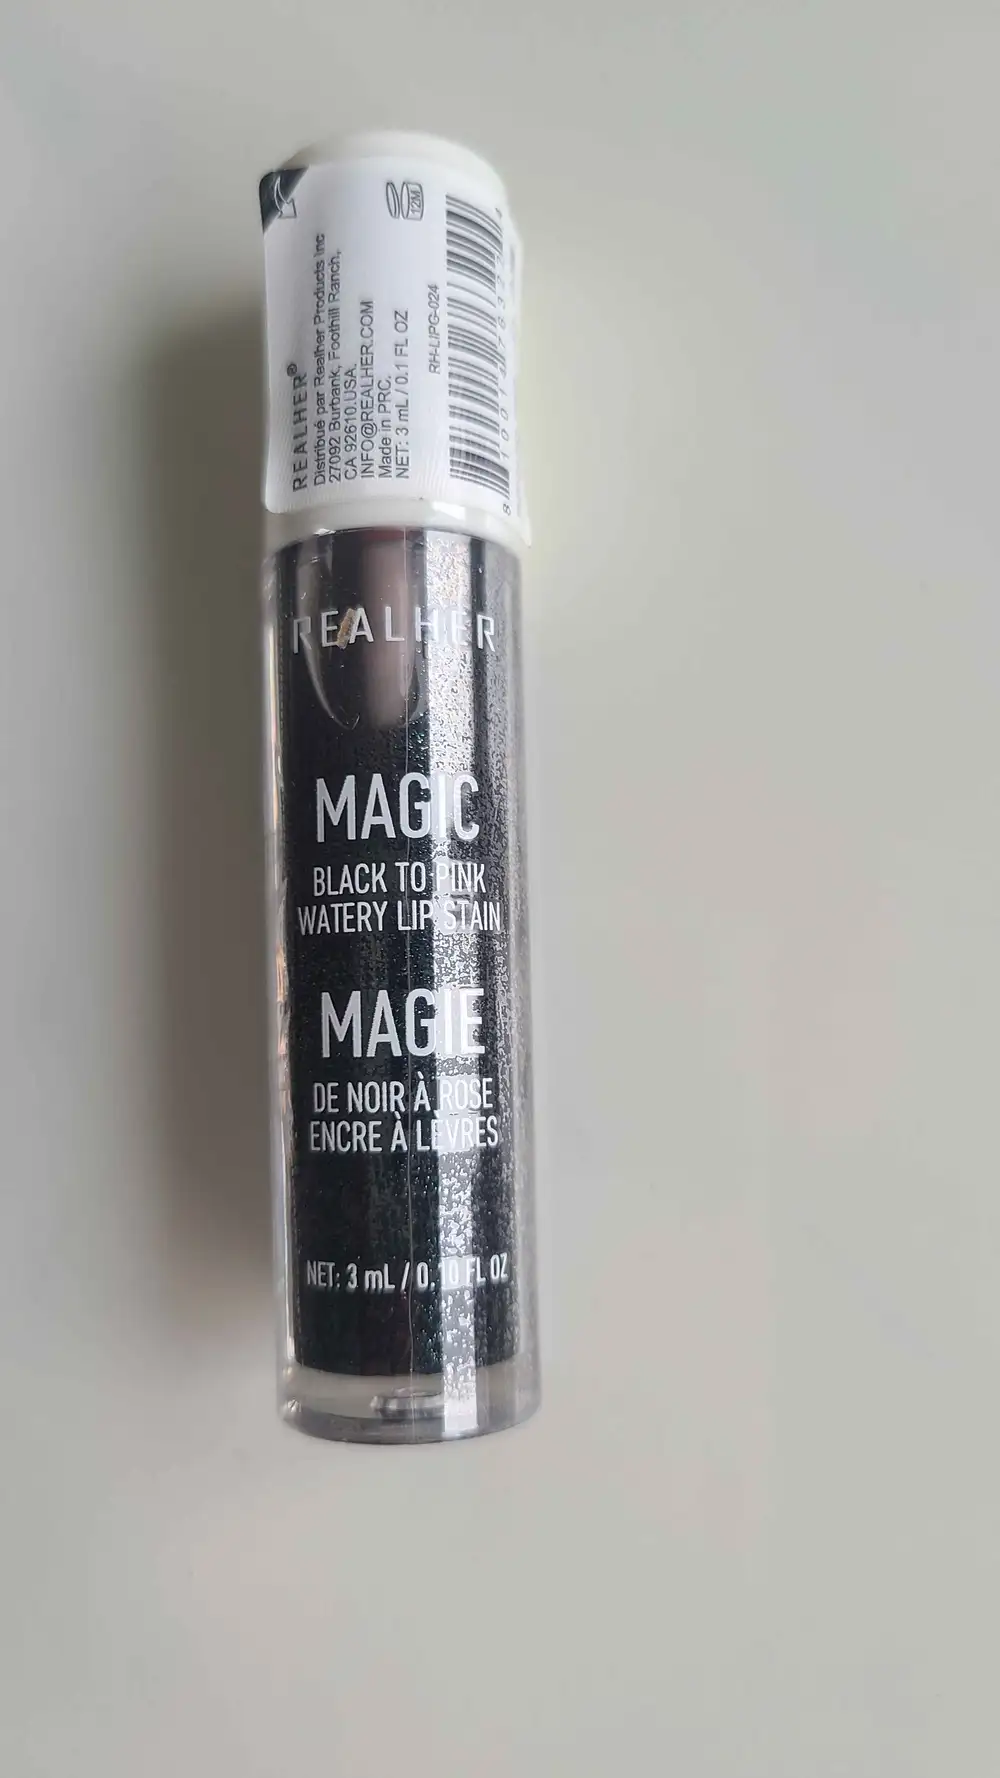 REALHER®
Distribué par Realher Products Inc
27092 Burbank, Foothill Ranch,
CA 92610.USA.
INFO@REALHER.COM
Made in PRC.
NET: 3 mL / 0.1 FL OZ
12M
RH-LIPG-024
REALHER
MAGIC
BLACK TO PINK
WATERY LIP STAIN
MAGIE
DE NOIR À ROSE
ENCRE À LÈVRES
NET: 3 mL / 0.10 FL OZ